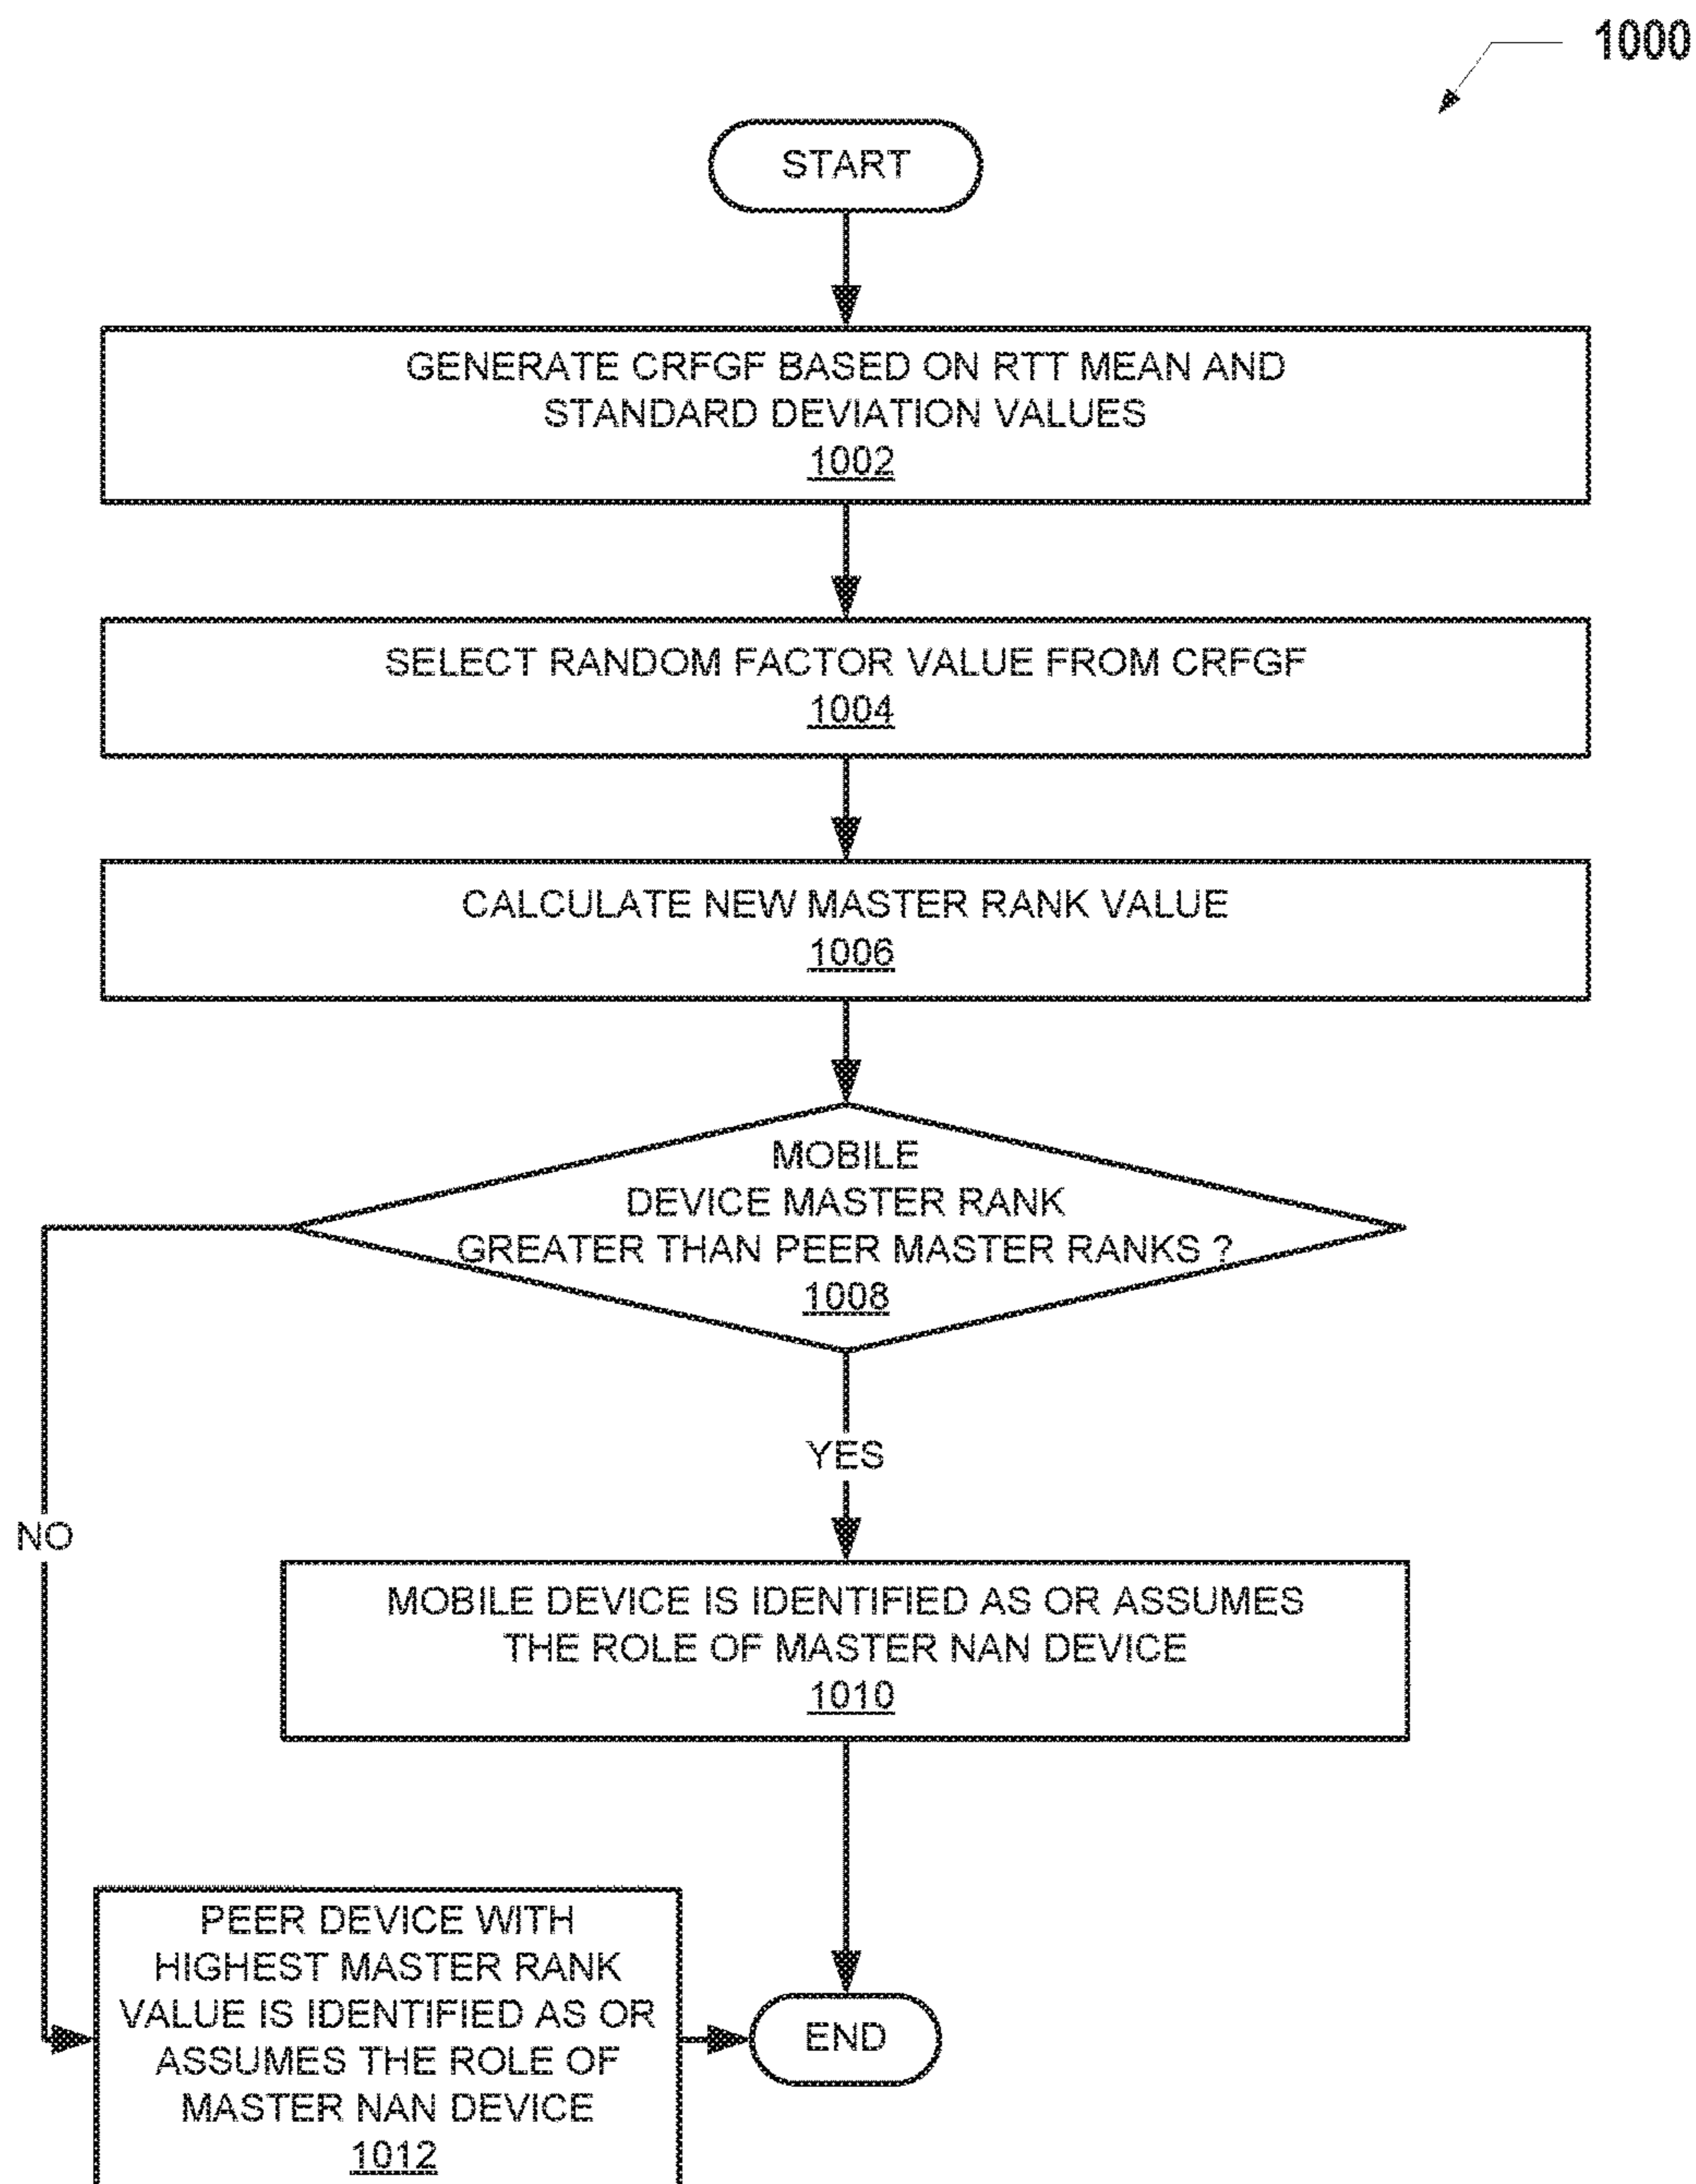 1000
START
GENERATE CRFGF BASED ON RTT MEAN AND
STANDARD DEVIATION VALUES
1002
SELECT RANDOM FACTOR VALUE FROM CRFGF
1004
CALCULATE NEW MASTER RANK VALUE
1006
MOBILE
DEVICE MASTER RANK
GREATER THAN PEER MASTER RANKS ?
1008
YES
NO
MOBILE DEVICE IS IDENTIFIED AS OR ASSUMES
THE ROLE OF MASTER NAN DEVICE
1010
PEER DEVICE WITH
HIGHEST MASTER RANK
VALUE IS IDENTIFIED AS OR
ASSUMES THE ROLE OF
MASTER NAN DEVICE
1012
END